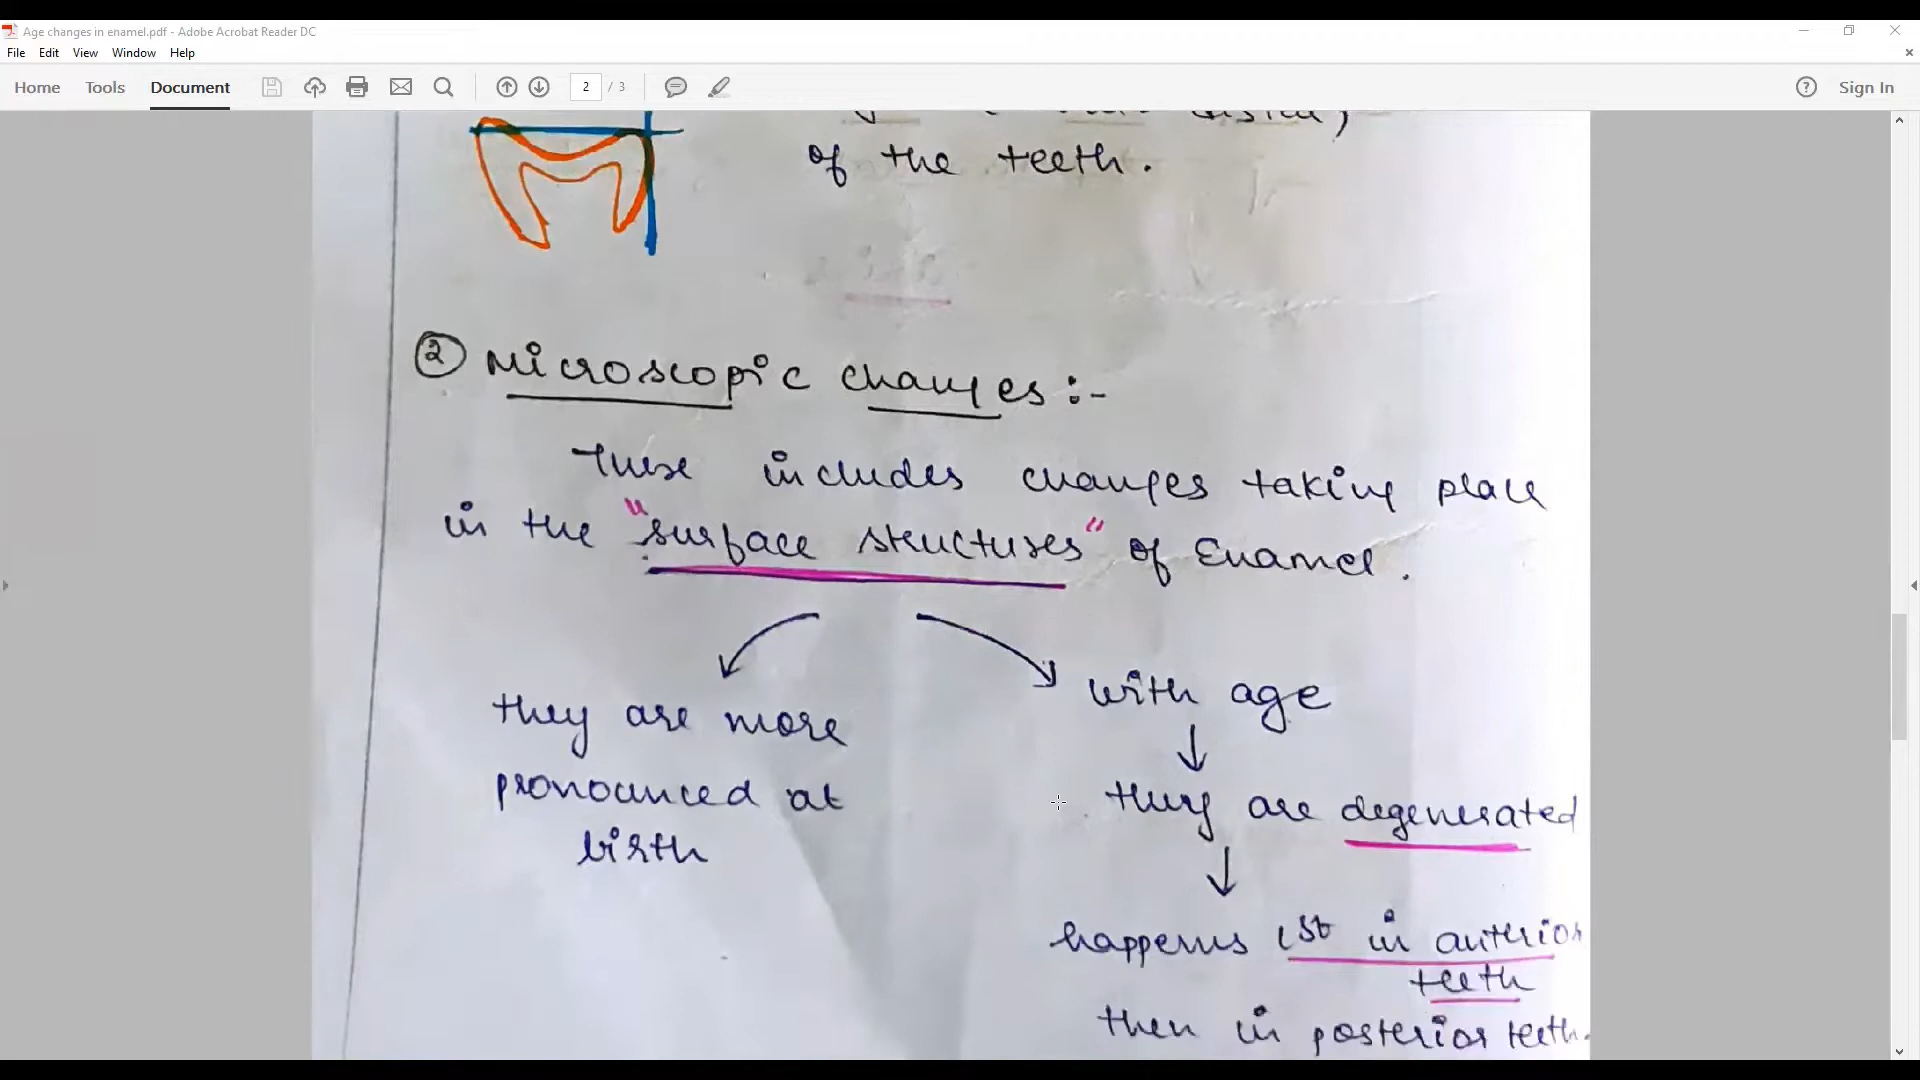 Age changes in enamel.pdf - Adobe Acrobat Reader DC
File Edit View Window Help
Home Tools Document 2 / 3 Sign In
of the teeth.
② Microscopic changes :-
These includes changes taking place
in the "surface structures" of Enamel.
they are more
pronounced at
birth
with age
they are degenerated
happens 1st in anterior
teeth
then in posterior teeth.